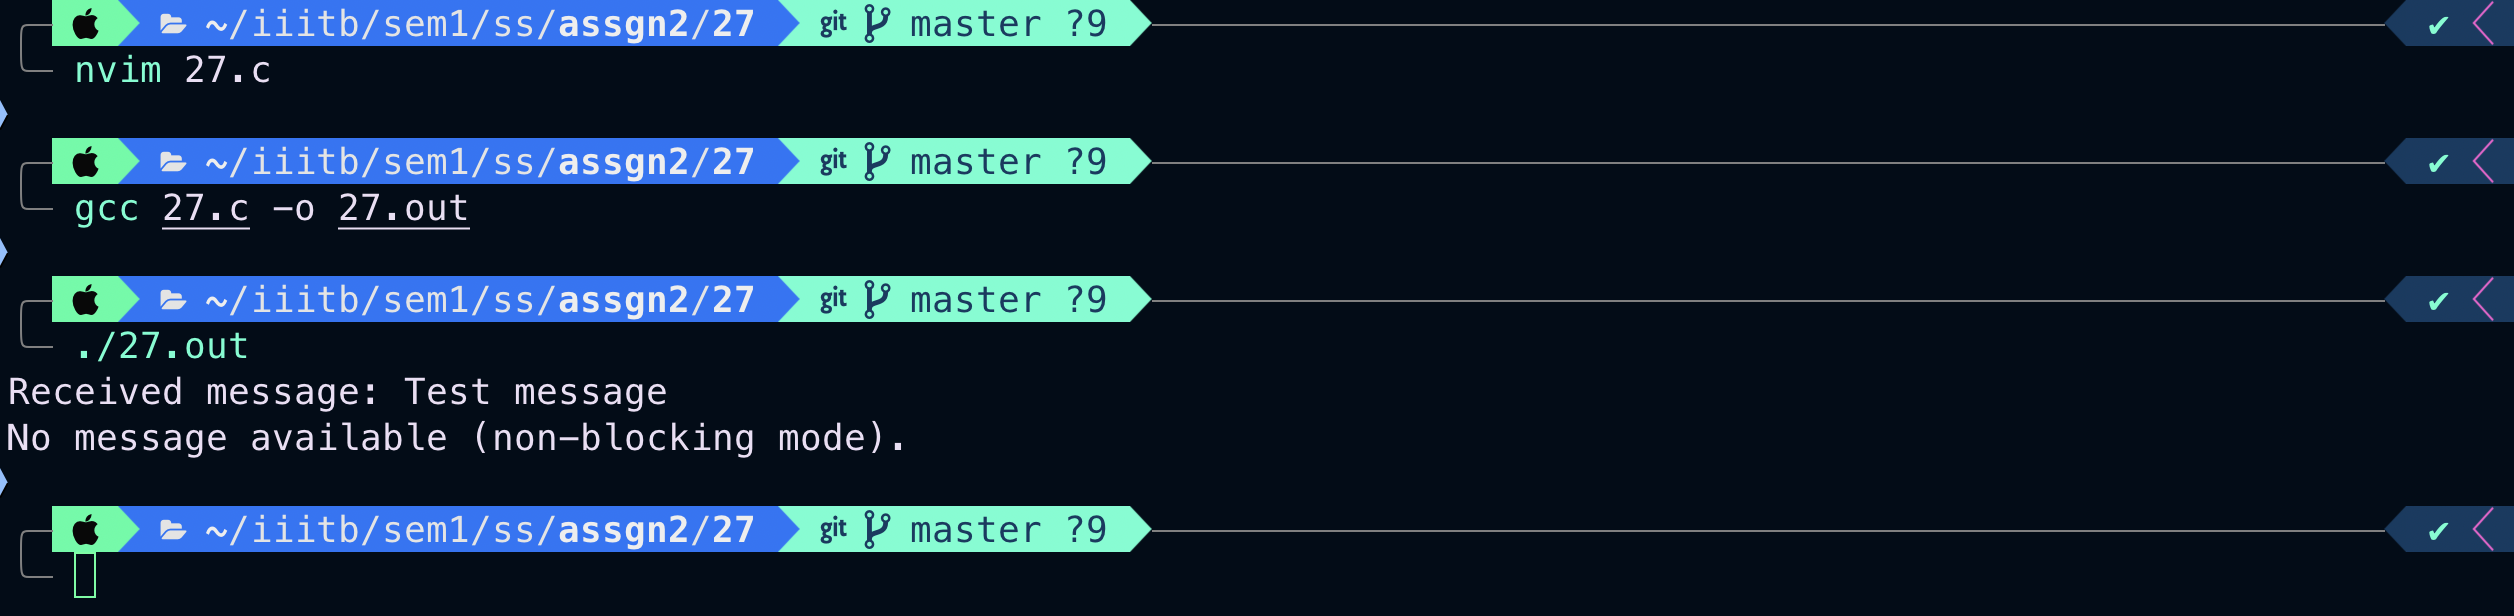 ~/iiitb/sem1/ss/assgn2/27 git master ?9 ✔
nvim 27.c
~/iiitb/sem1/ss/assgn2/27 git master ?9 ✔
gcc 27.c -o 27.out
~/iiitb/sem1/ss/assgn2/27 git master ?9 ✔
./27.out
Received message: Test message
No message available (non-blocking mode).
~/iiitb/sem1/ss/assgn2/27 git master ?9 ✔